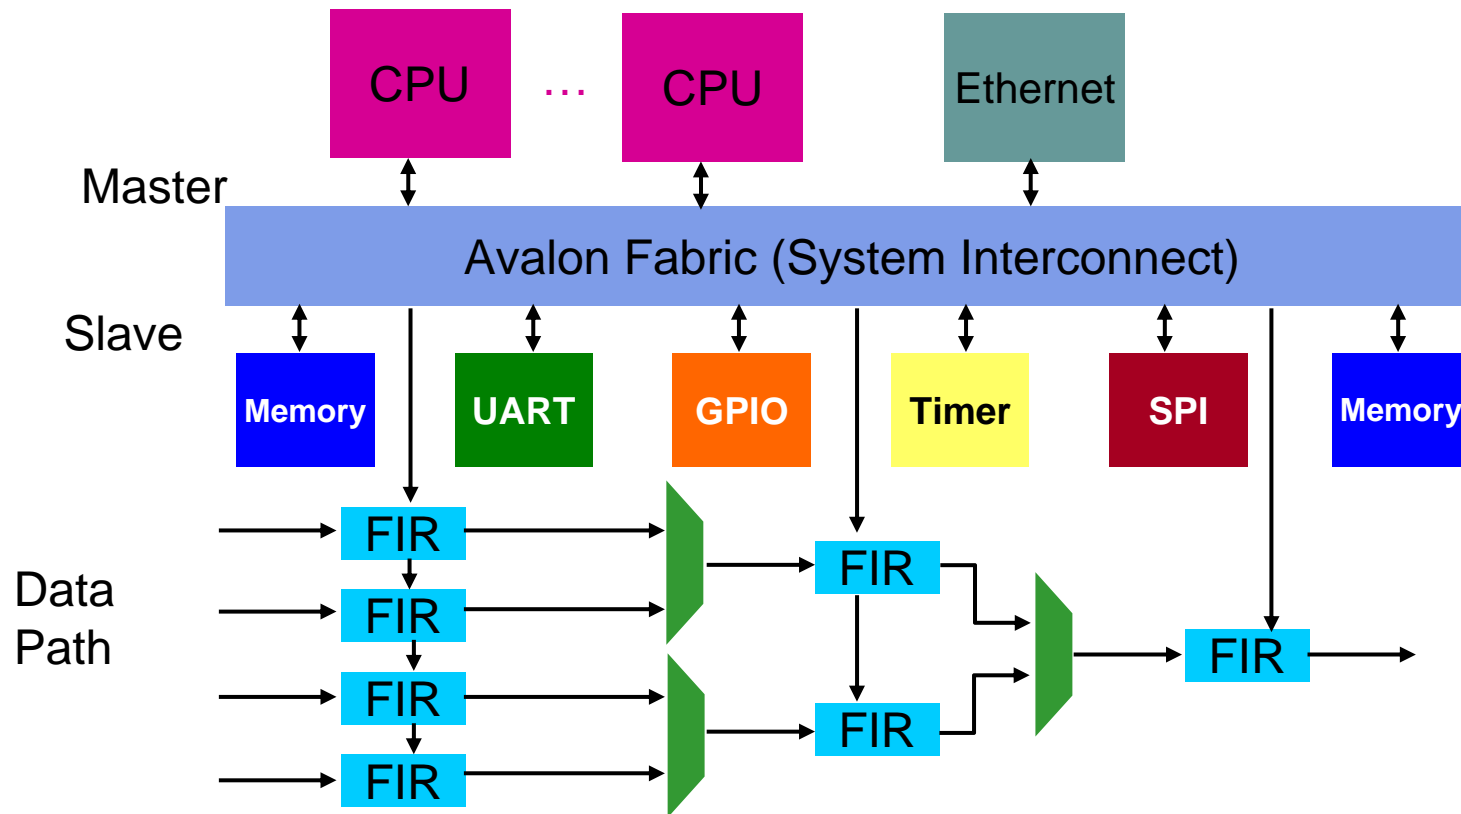 CPU
…
CPU
Ethernet
Master
Avalon Fabric (System Interconnect)
Slave
Memory
UART
GPIO
Timer
SPI
Memory
Data
Path
FIR
FIR
FIR
FIR
FIR
FIR
FIR